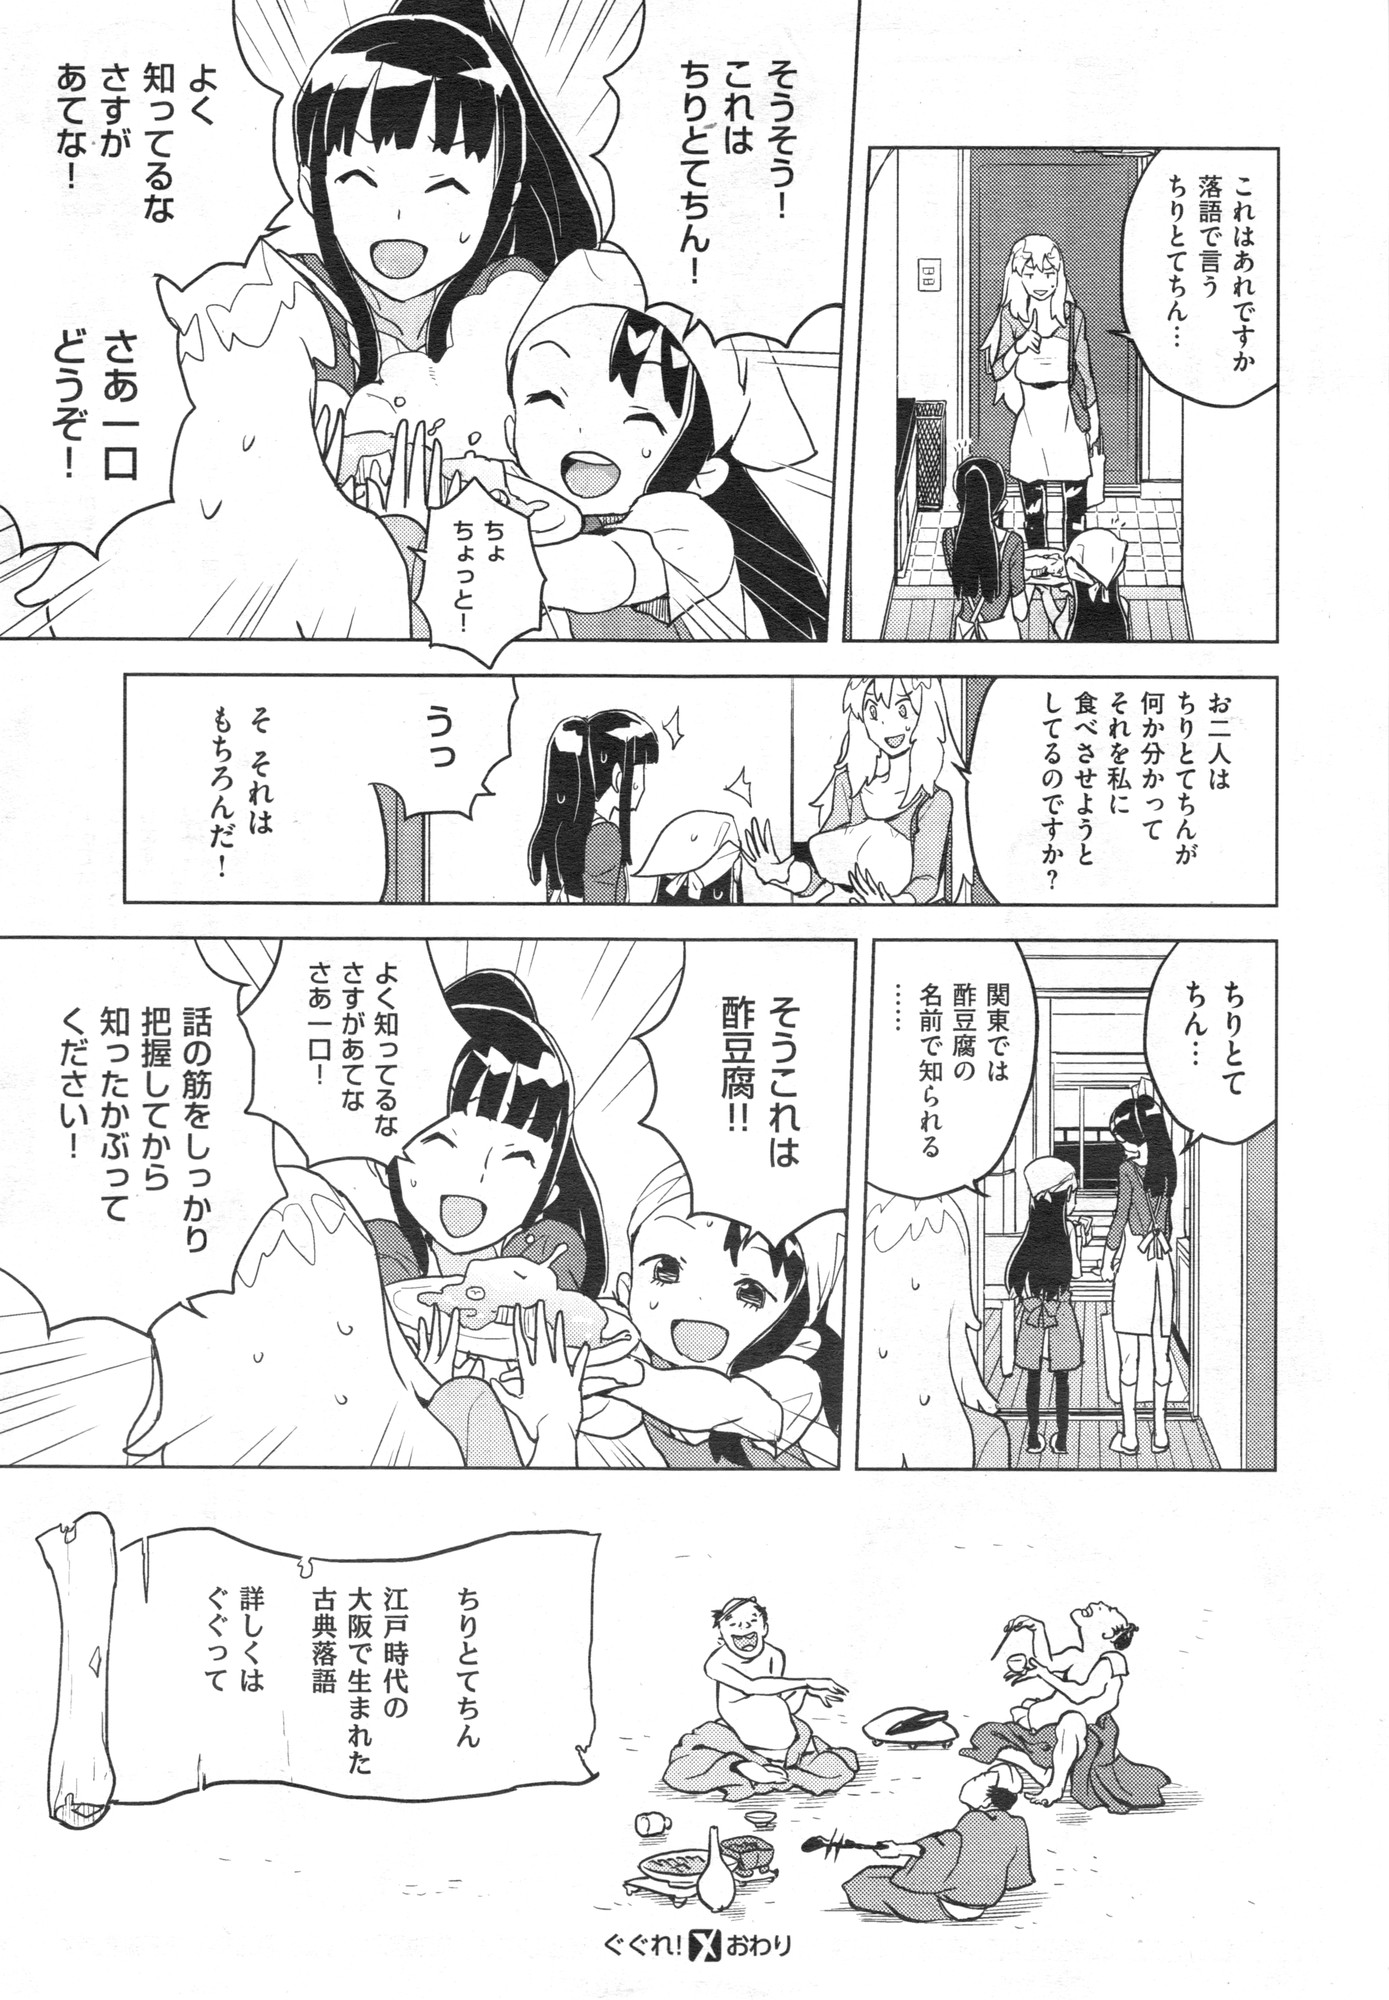 これはあれですか
落語で言う
ちりとてちん…
そうそう！
これは
ちりとてちん！
よく
知ってるな
さすが
あてな！
さあ一口
どうぞ！
ちょ
ちょっと！
お二人は
ちりとてちんが
何か分かって
それを私に
食べさせようと
してるのですか？
うっ
そ それは
もちろんだ！
ちりとて
ちん…
関東では
酢豆腐の
名前で知られる
……
そうこれは
酢豆腐!!
よく知ってるな
さすがあてな
さあ一口！
話の筋をしっかり
把握してから
知ったかぶって
ください！
ちりとてちん
江戸時代の
大阪で生まれた
古典落語
詳しくは
ぐぐって
ぐぐれ！X おわり